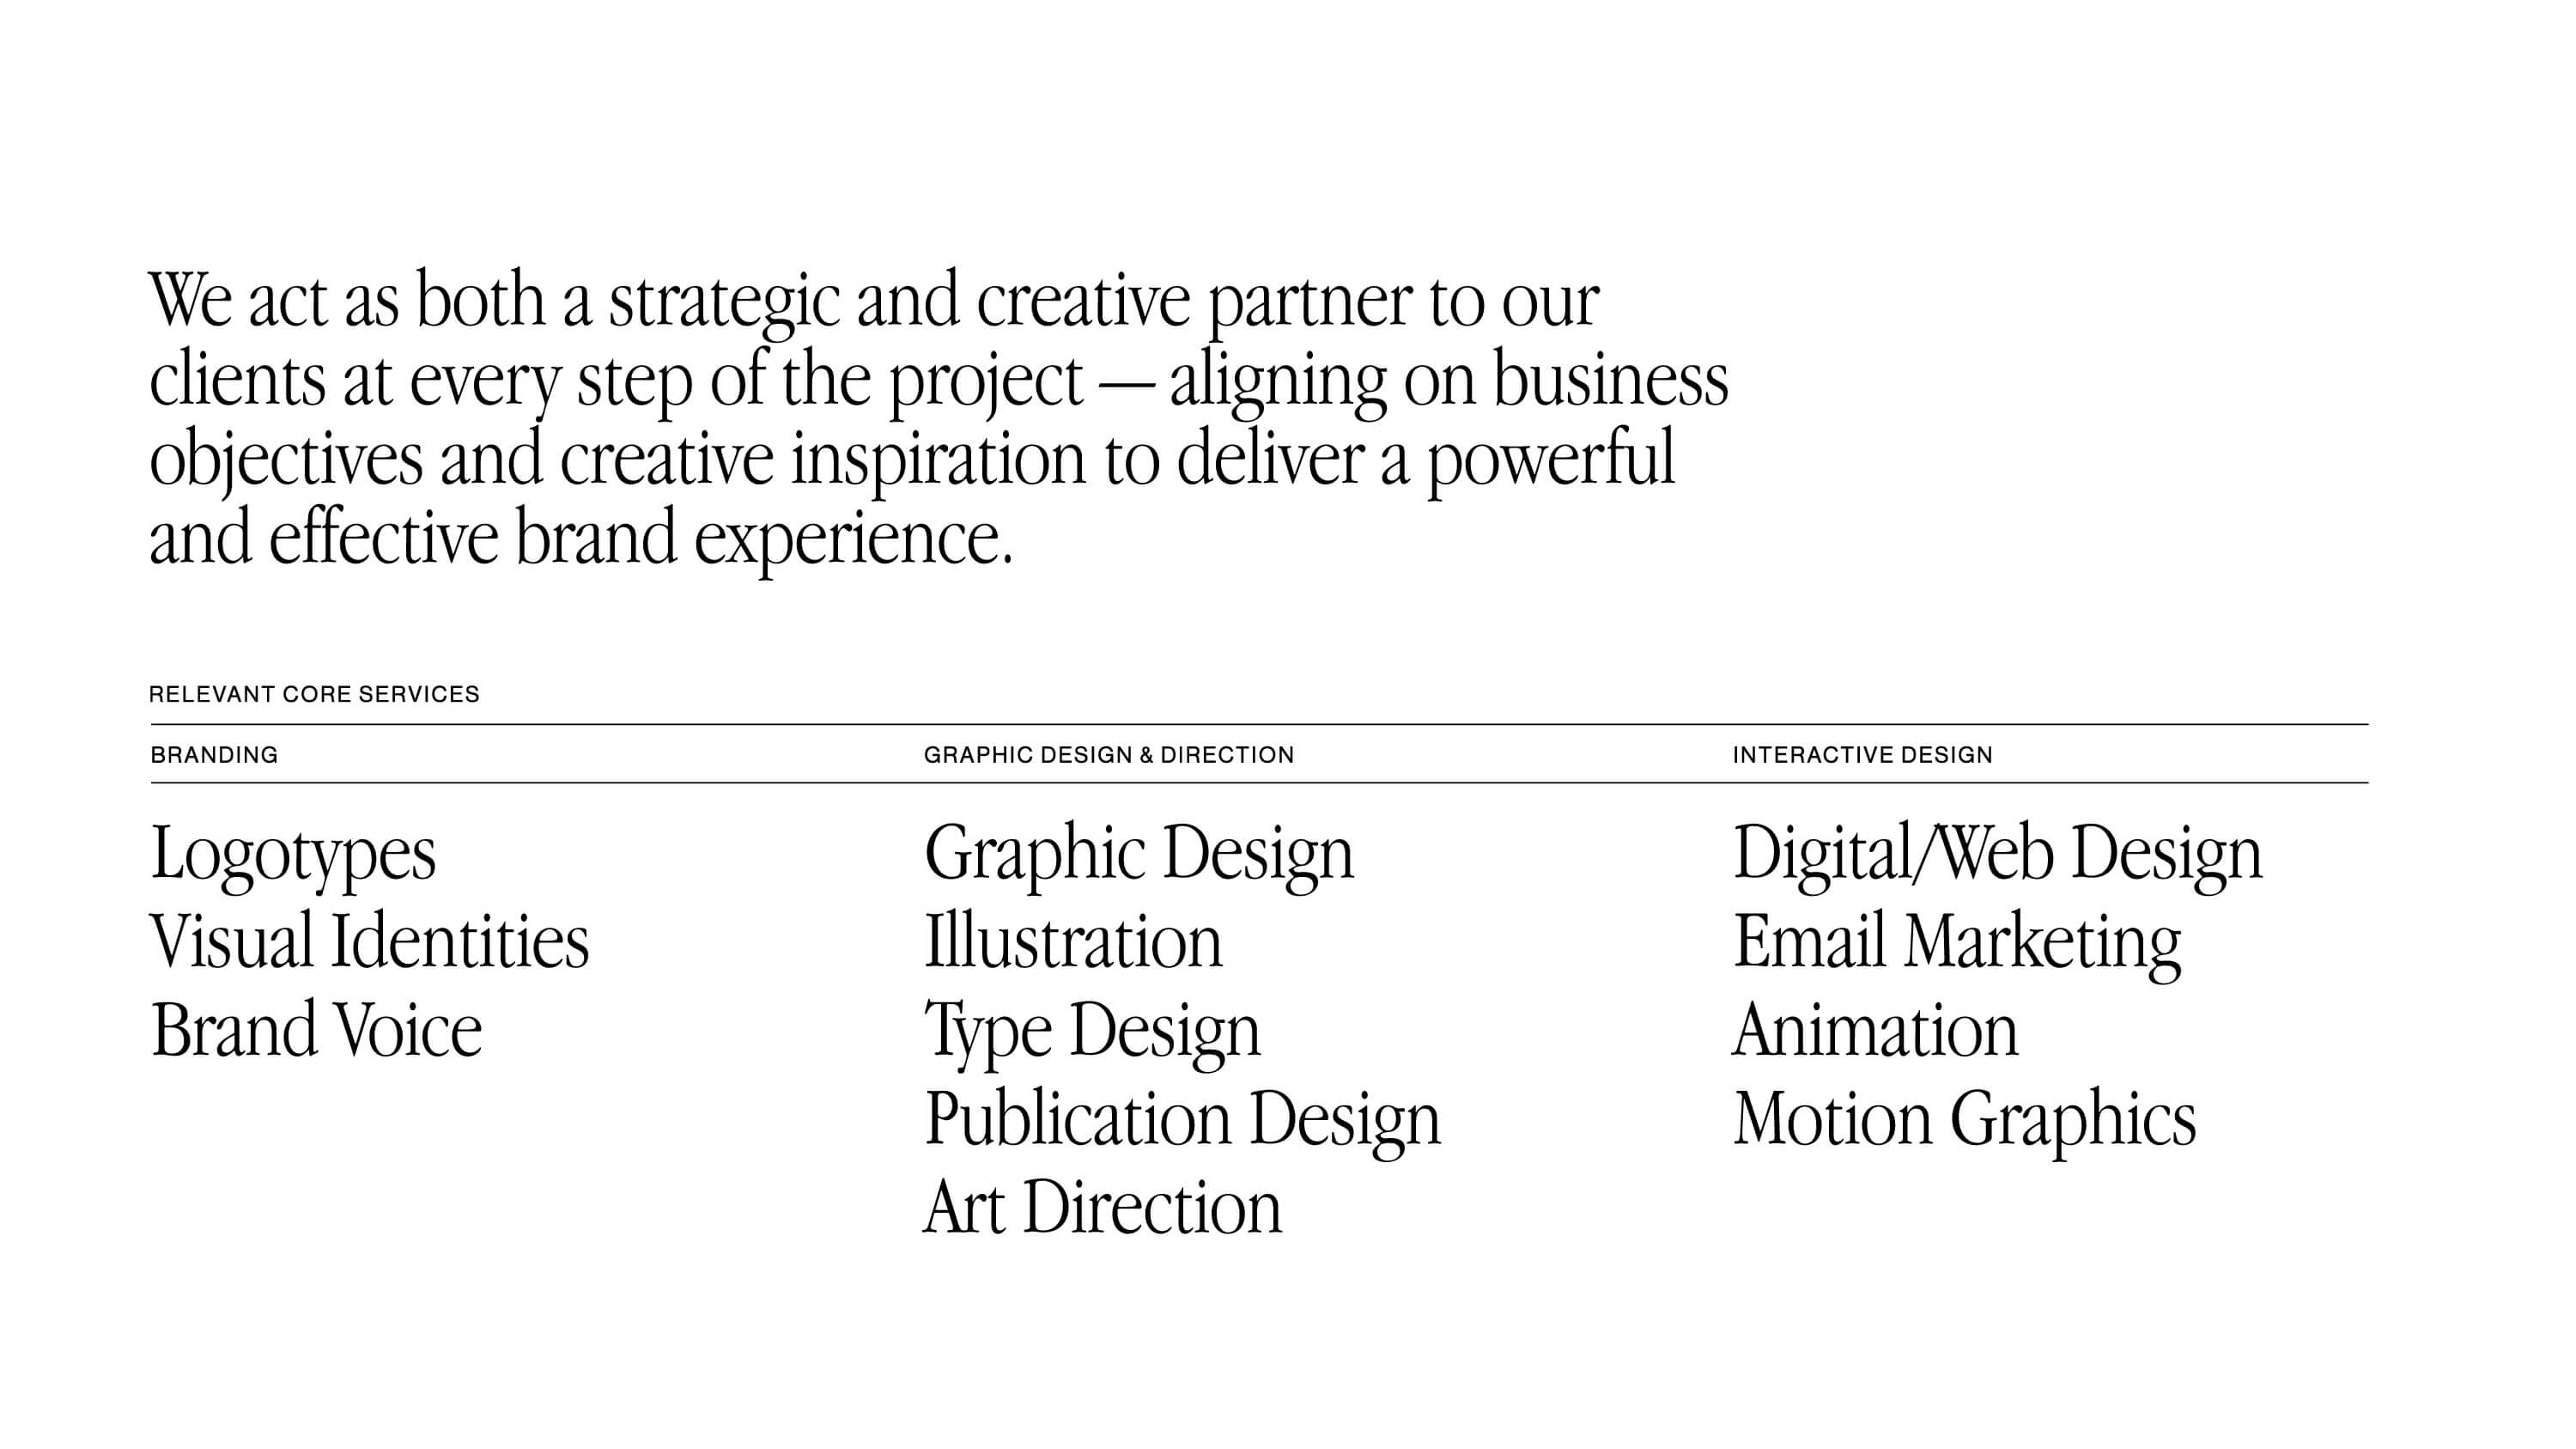 We act as both a strategic and creative partner to our
clients at every step of the project — aligning on business
objectives and creative inspiration to deliver a powerful
and effective brand experience.
RELEVANT CORE SERVICES
BRANDING
Logotypes
Visual Identities
Brand Voice
GRAPHIC DESIGN & DIRECTION
Graphic Design
Illustration
Type Design
Publication Design
Art Direction
INTERACTIVE DESIGN
Digital/Web Design
Email Marketing
Animation
Motion Graphics